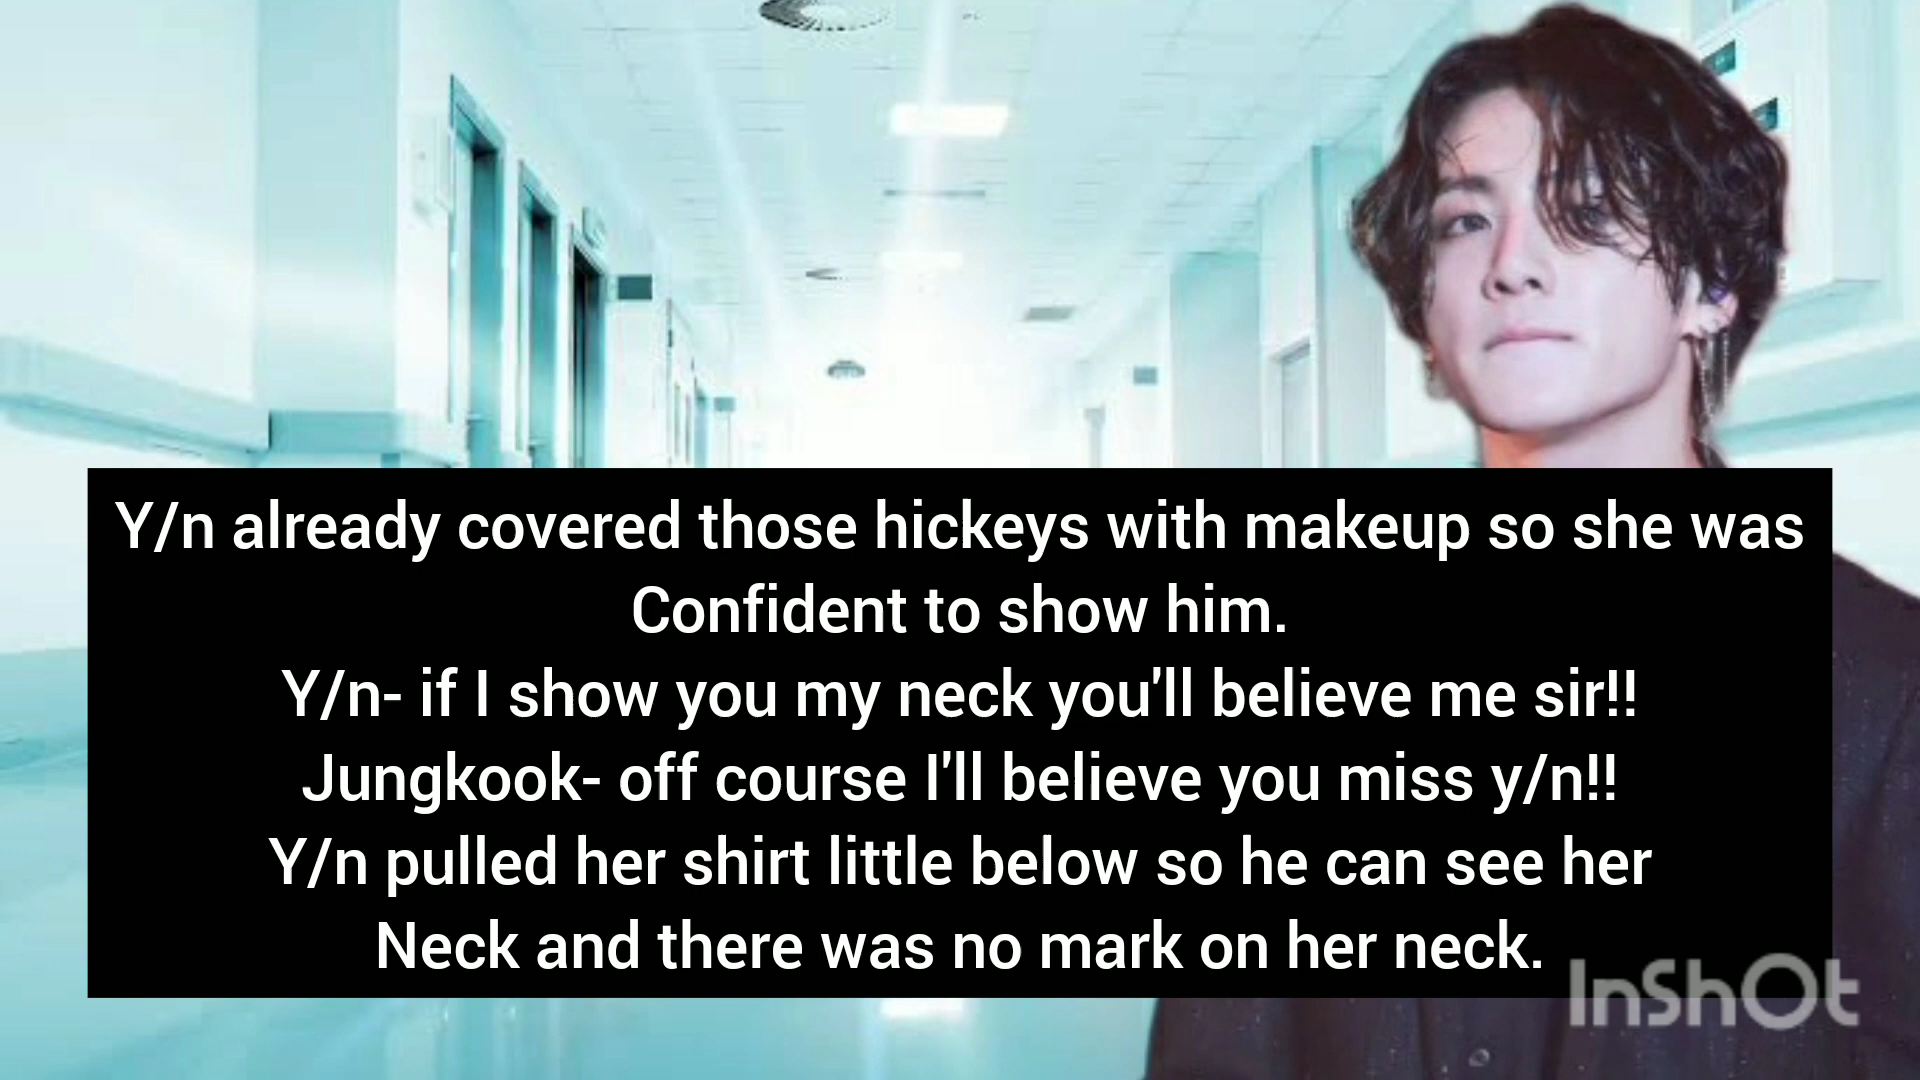 Y/n already covered those hickeys with makeup so she was
Confident to show him.
Y/n- if I show you my neck you'll believe me sir!!
Jungkook- off course I'll believe you miss y/n!!
Y/n pulled her shirt little below so he can see her
Neck and there was no mark on her neck.
InShOt